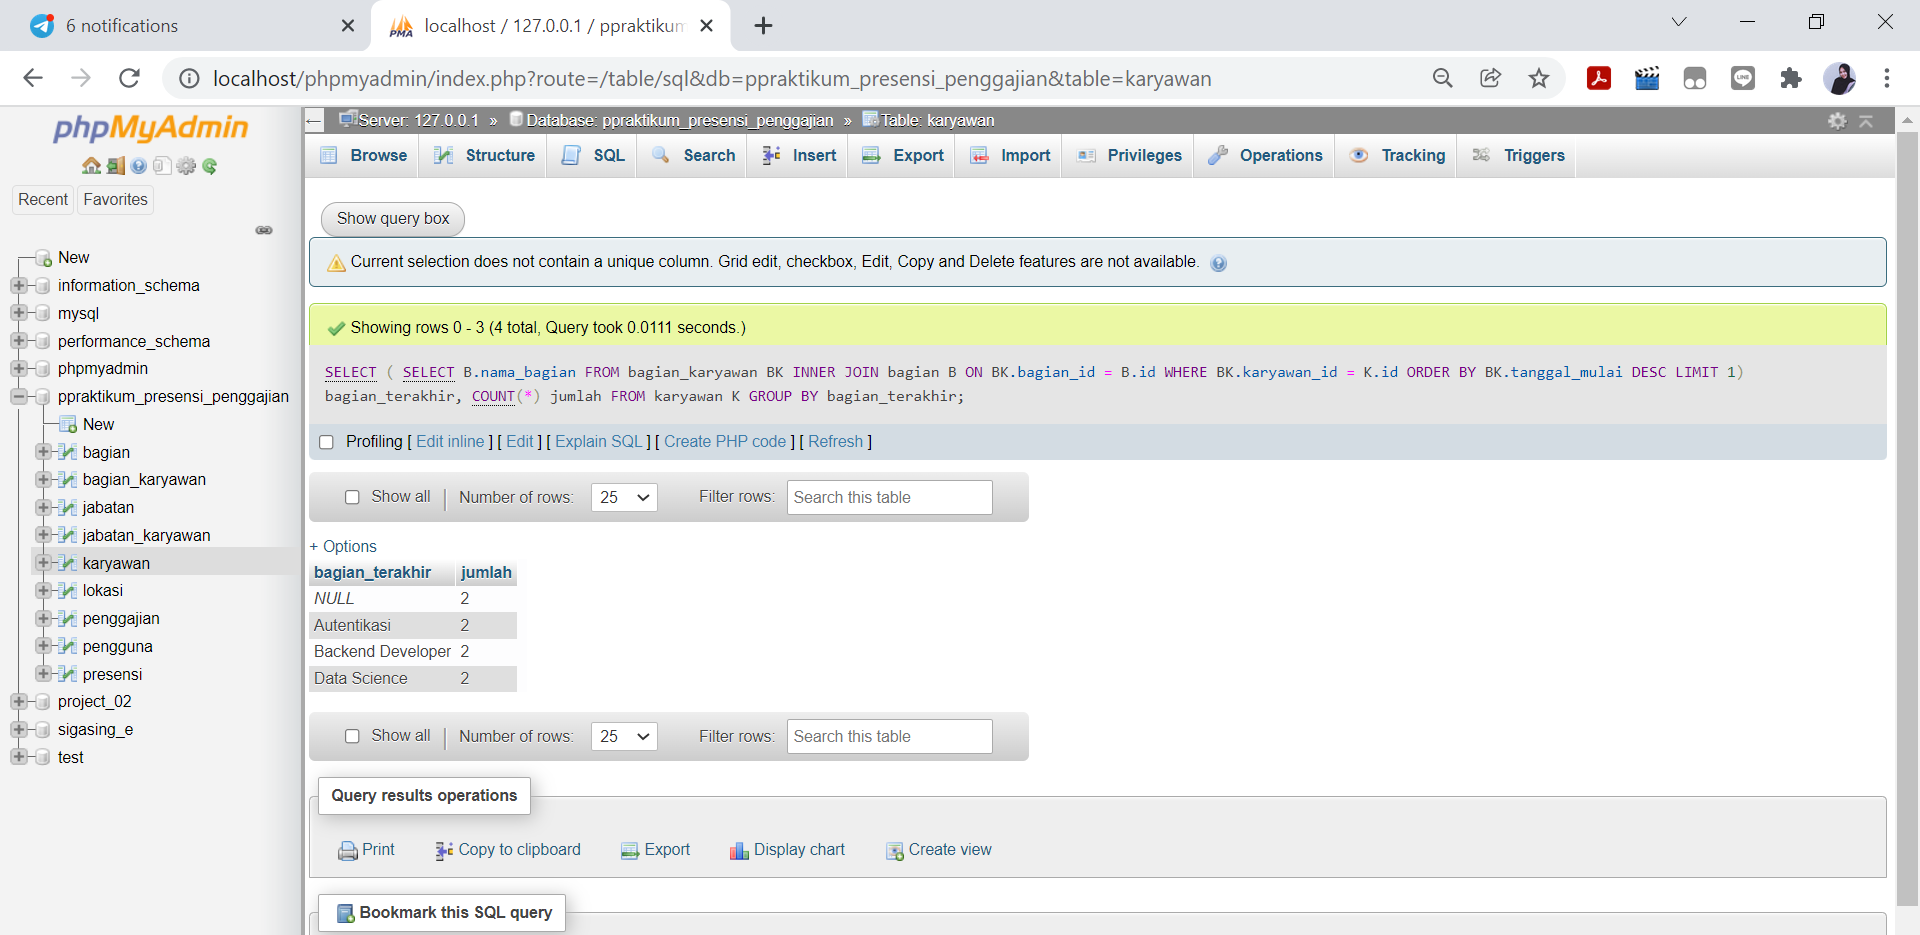 6 notifications
localhost / 127.0.0.1 / ppraktikum
localhost/phpmyadmin/index.php?route=/table/sql&db=ppraktikum_presensi_penggajian&table=karyawan
phpMyAdmin
Recent
Favorites
New
information_schema
mysql
performance_schema
phpmyadmin
ppraktikum_presensi_penggajian
New
bagian
bagian_karyawan
jabatan
jabatan_karyawan
karyawan
lokasi
penggajian
pengguna
presensi
project_02
sigasing_e
test
Server: 127.0.0.1 » Database: ppraktikum_presensi_penggajian » Table: karyawan
Browse Structure SQL Search Insert Export Import Privileges Operations Tracking Triggers
Show query box
Current selection does not contain a unique column. Grid edit, checkbox, Edit, Copy and Delete features are not available.
Showing rows 0 - 3 (4 total, Query took 0.0111 seconds.)
SELECT ( SELECT B.nama_bagian FROM bagian_karyawan BK INNER JOIN bagian B ON BK.bagian_id = B.id WHERE BK.karyawan_id = K.id ORDER BY BK.tanggal_mulai DESC LIMIT 1)
bagian_terakhir, COUNT(*) jumlah FROM karyawan K GROUP BY bagian_terakhir;
Profiling [ Edit inline ] [ Edit ] [ Explain SQL ] [ Create PHP code ] [ Refresh ]
Show all | Number of rows: 25 Filter rows: Search this table
+ Options
bagian_terakhir jumlah
NULL 2
Autentikasi 2
Backend Developer 2
Data Science 2
Show all | Number of rows: 25 Filter rows: Search this table
Query results operations
Print Copy to clipboard Export Display chart Create view
Bookmark this SQL query
PMA
LINE